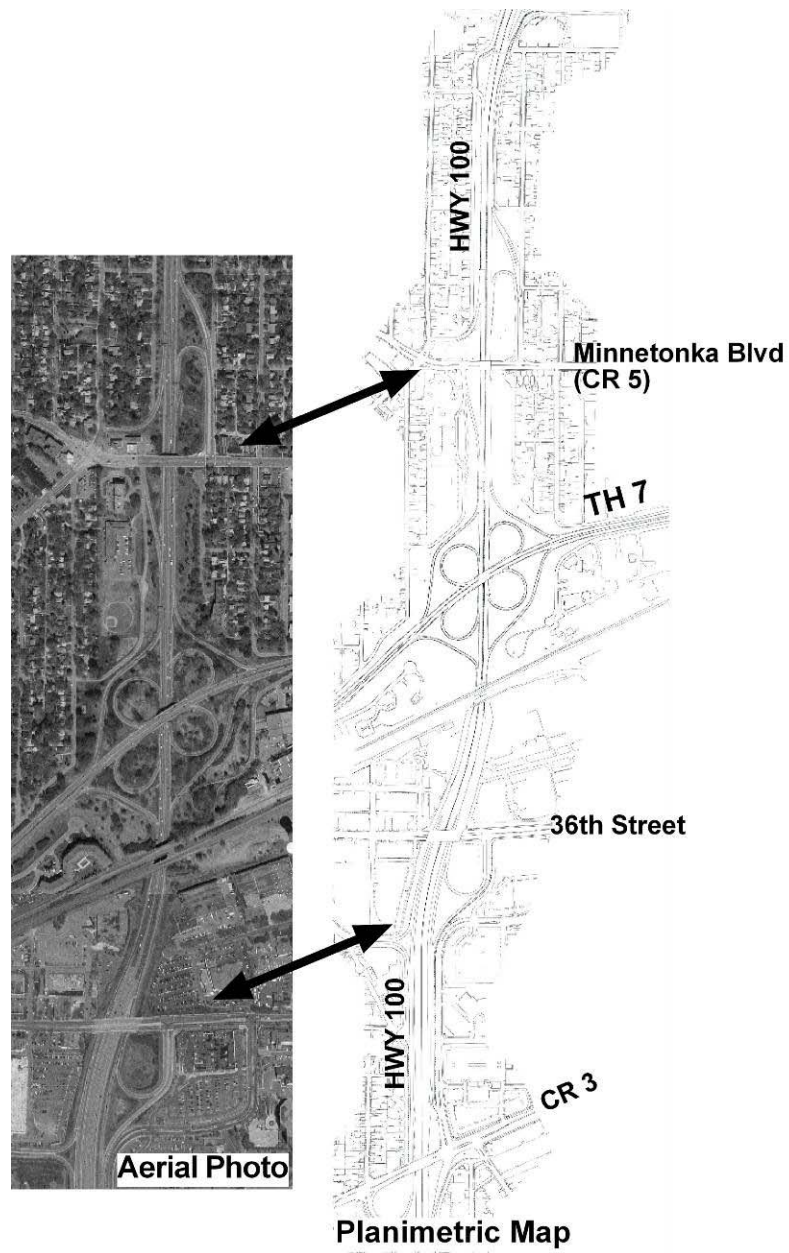 HWY 100
Minnetonka Blvd
(CR 5)
TH 7
36th Street
HWY 100
CR 3
Aerial Photo
Planimetric Map